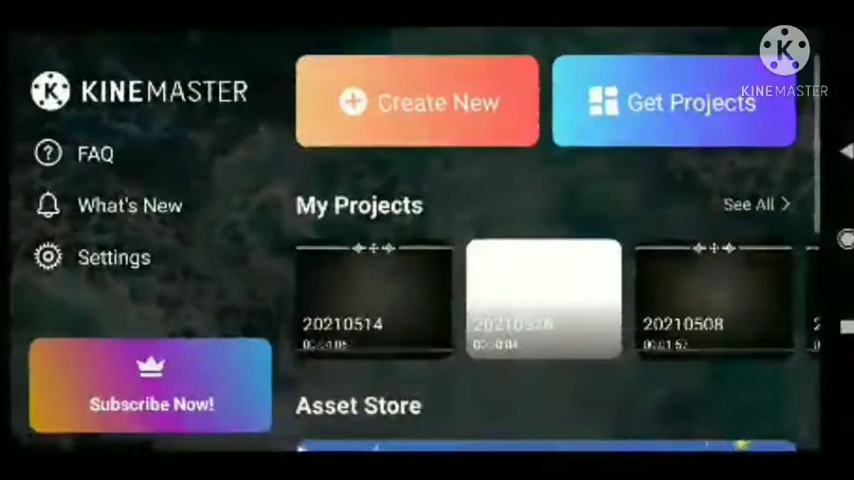 KINEMASTER
FAQ
What's New
Settings
Subscribe Now!
Create New
Get Projects
KINEMASTER
My Projects
See All
20210514
20210508
Asset Store